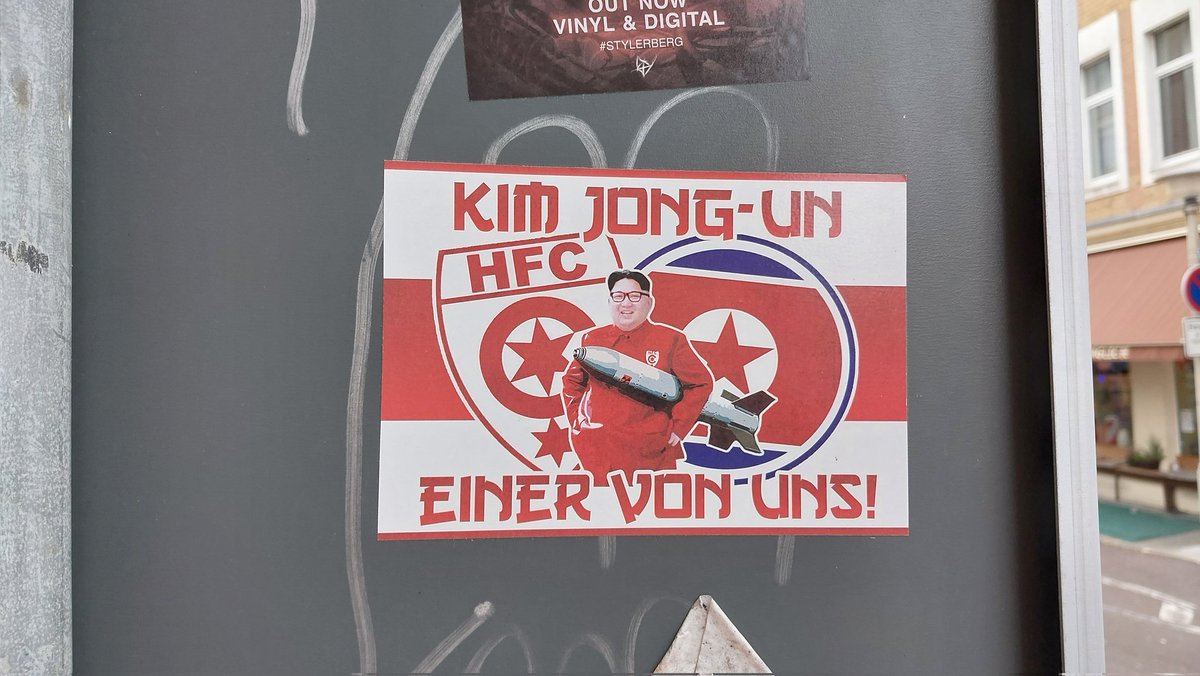 OUT NOW
VINYL & DIGITAL
#STYLERBERG
KIM JONG-UN
HFC
EINER VON UNS!